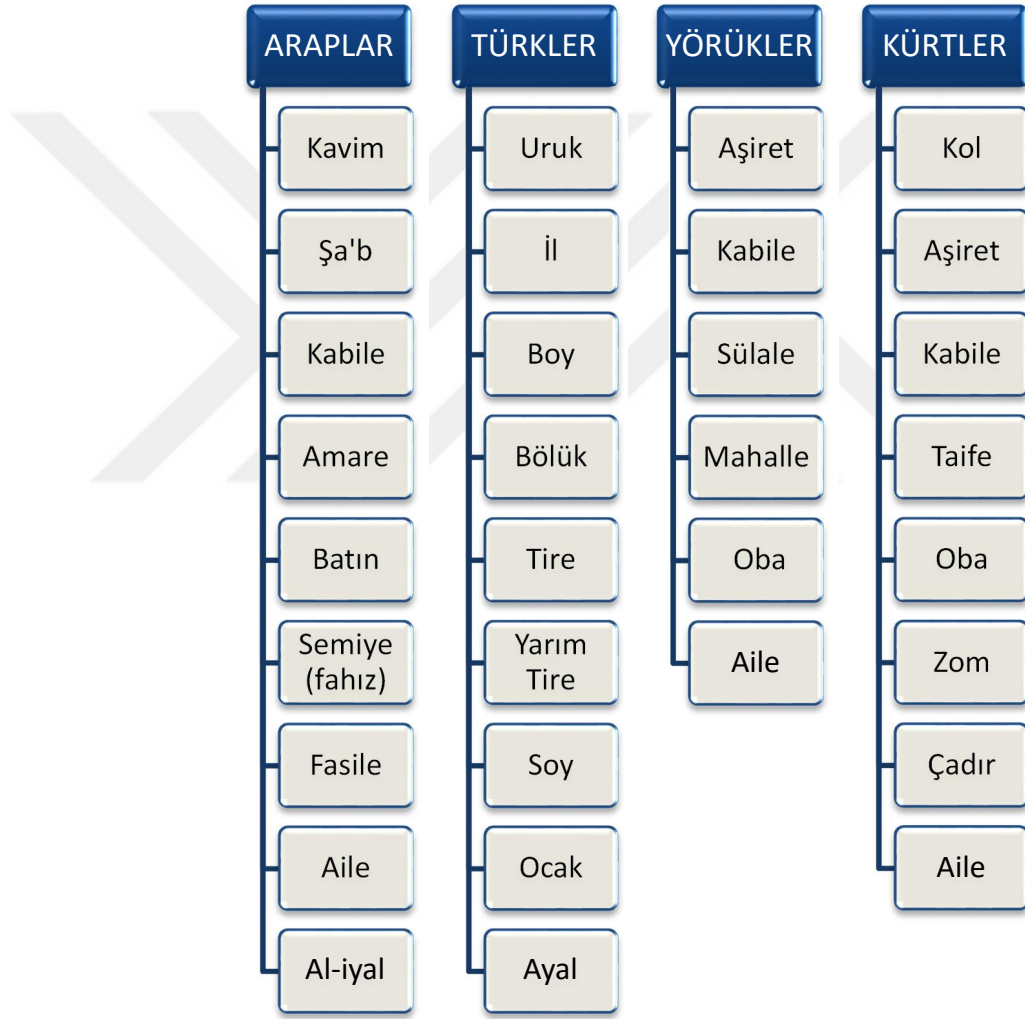 ARAPLAR
Kavim
Şa'b
Kabile
Amare
Batın
Semiye
(fahız)
Fasile
Aile
Al-iyal
TÜRKLER
Uruk
İl
Boy
Bölük
Tire
Yarım
Tire
Soy
Ocak
Ayal
YÖRÜKLER
Aşiret
Kabile
Sülale
Mahalle
Oba
Aile
KÜRTLER
Kol
Aşiret
Kabile
Taife
Oba
Zom
Çadır
Aile